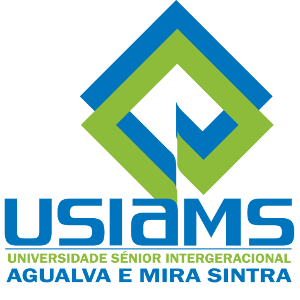 USIAMS
UNIVERSIDADE SÉNIOR INTERGERACIONAL
AGUALVA E MIRA SINTRA